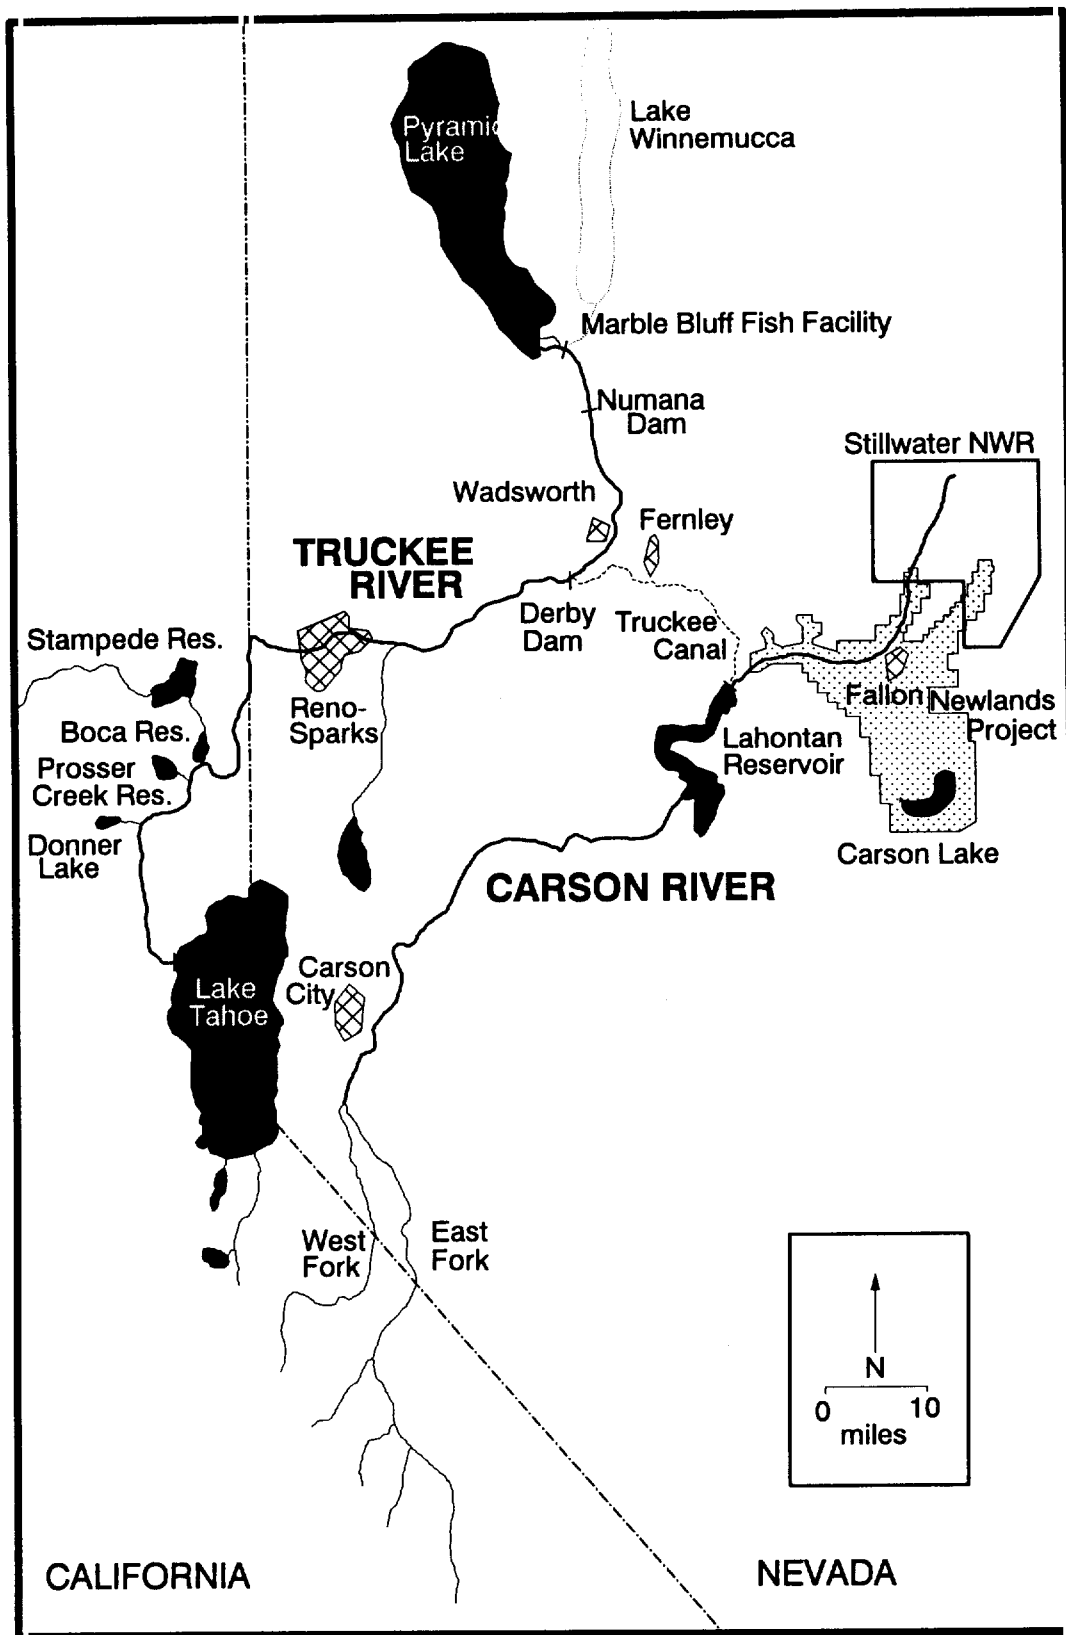 Pyramid
Lake
Lake
Winnemucca
Marble Bluff Fish Facility
Numana
Dam
Stillwater NWR
Wadsworth
Fernley
TRUCKEE
RIVER
Derby
Dam
Truckee
Canal
Stampede Res.
Reno-
Sparks
Fallon
Newlands
Project
Boca Res.
Prosser
Creek Res.
Lahontan
Reservoir
Donner
Lake
Carson Lake
CARSON RIVER
Carson
City
Lake
Tahoe
West
Fork
East
Fork
N
0 10
miles
CALIFORNIA
NEVADA